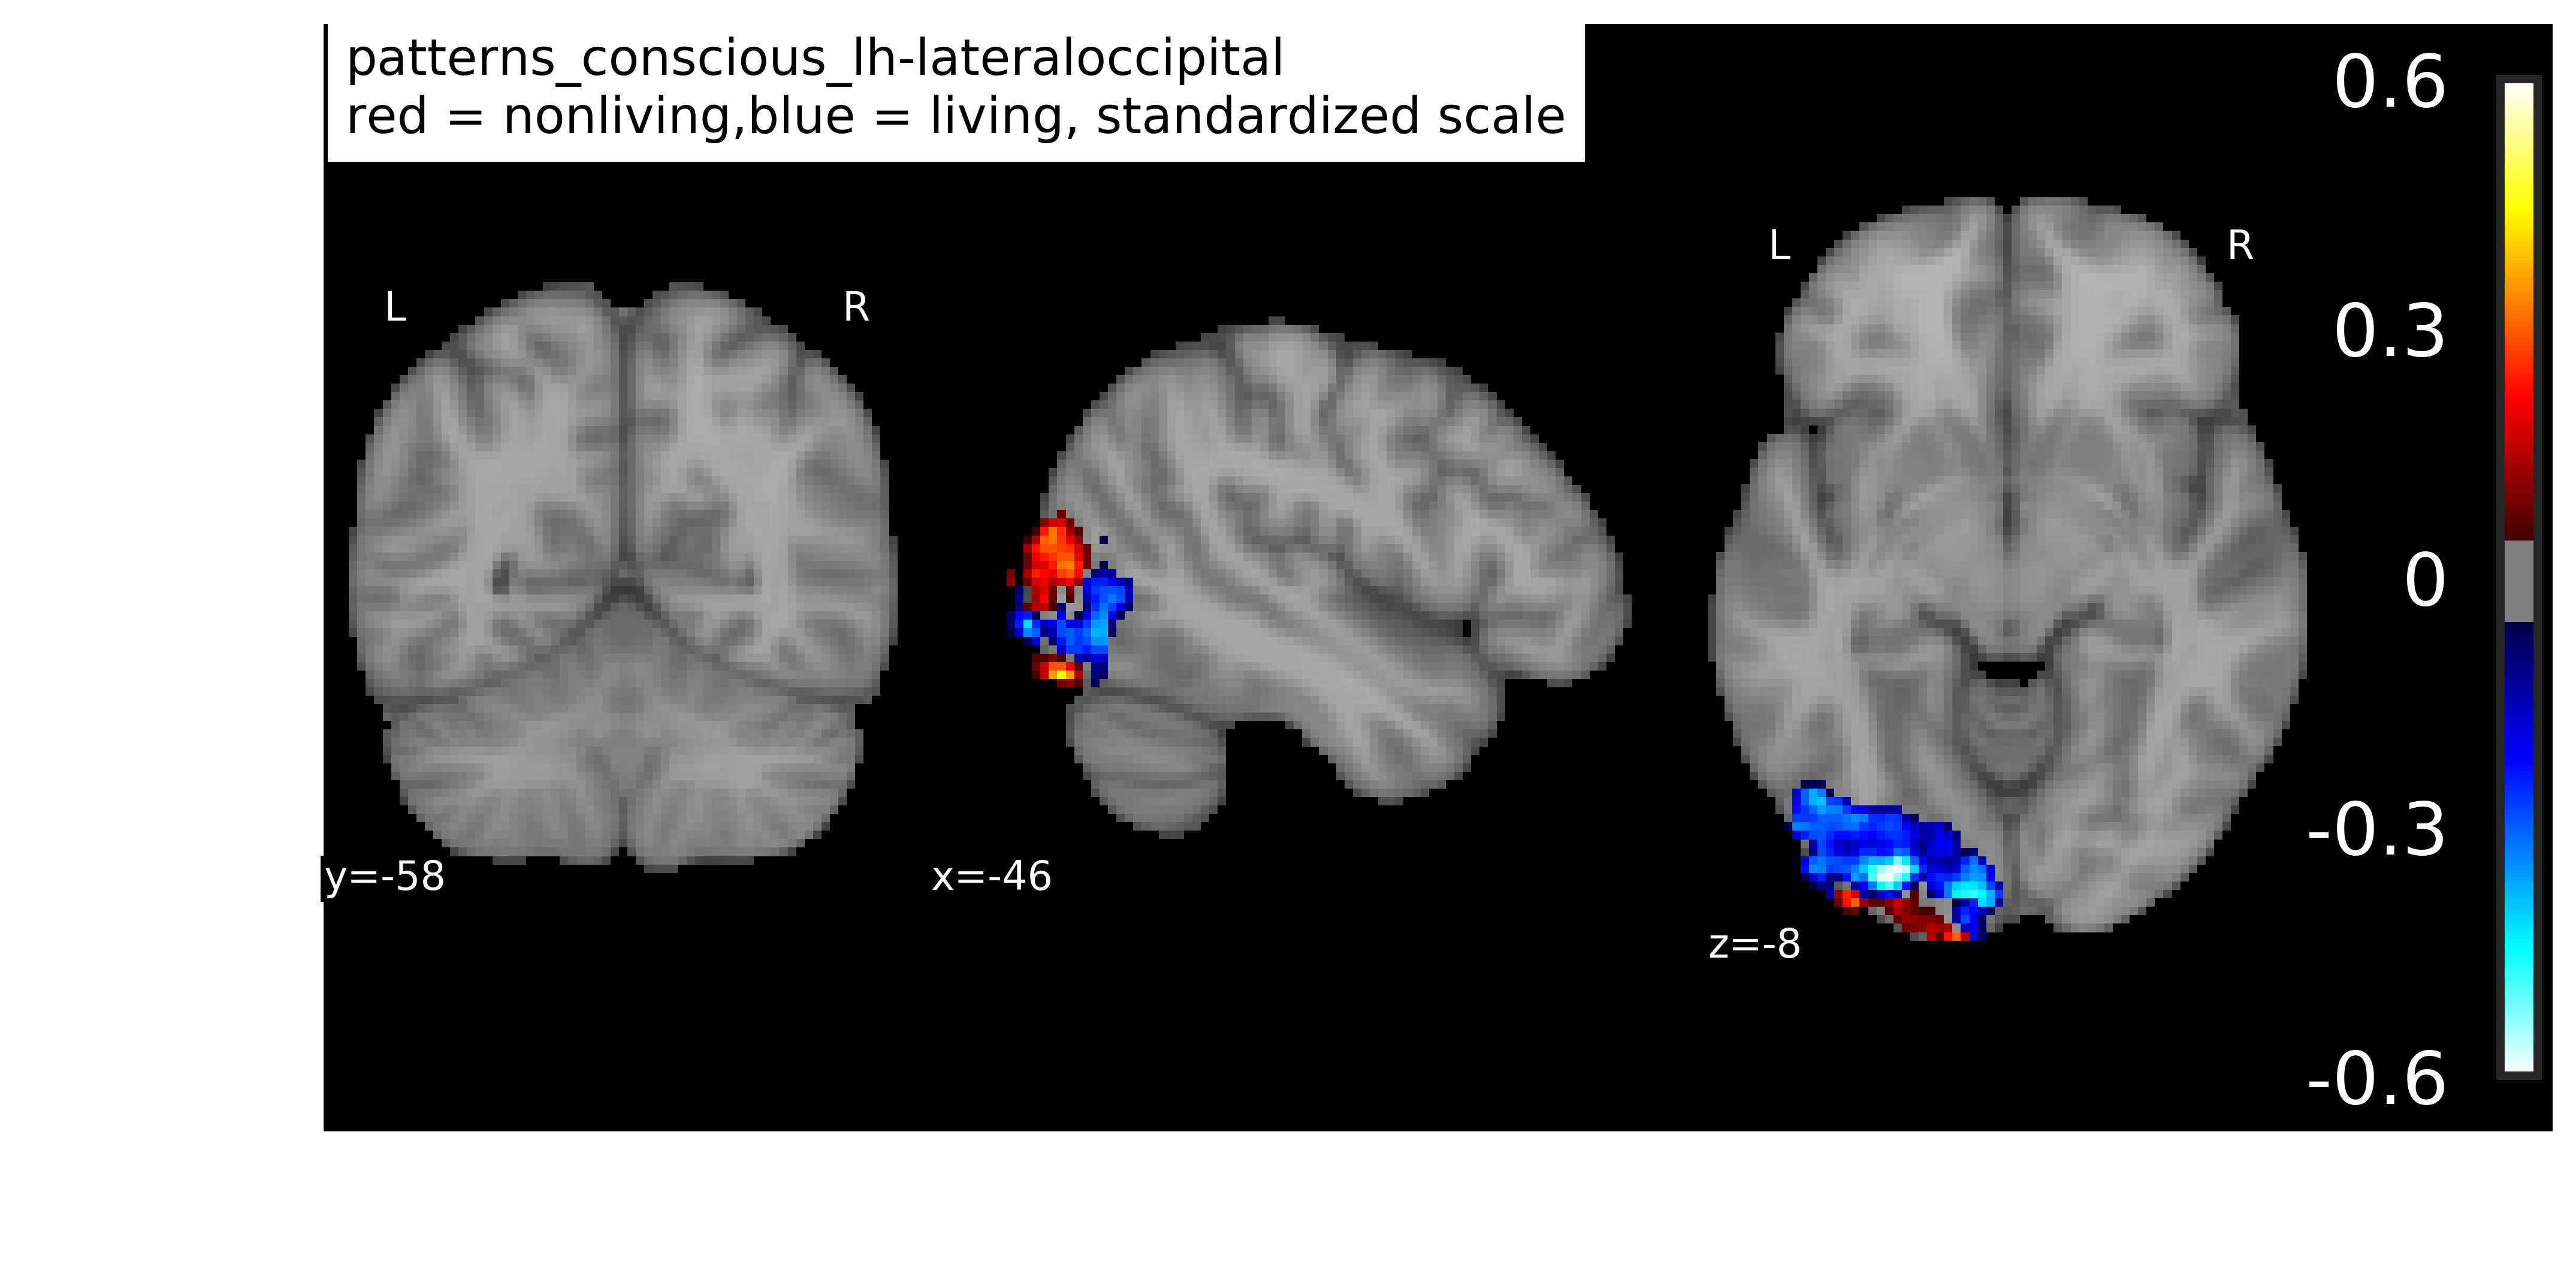 patterns_conscious_lh-lateraloccipital
red = nonliving,blue = living, standardized scale
L R
y=-58
x=-46
L R
z=-8
0.6
0.3
0
-0.3
-0.6